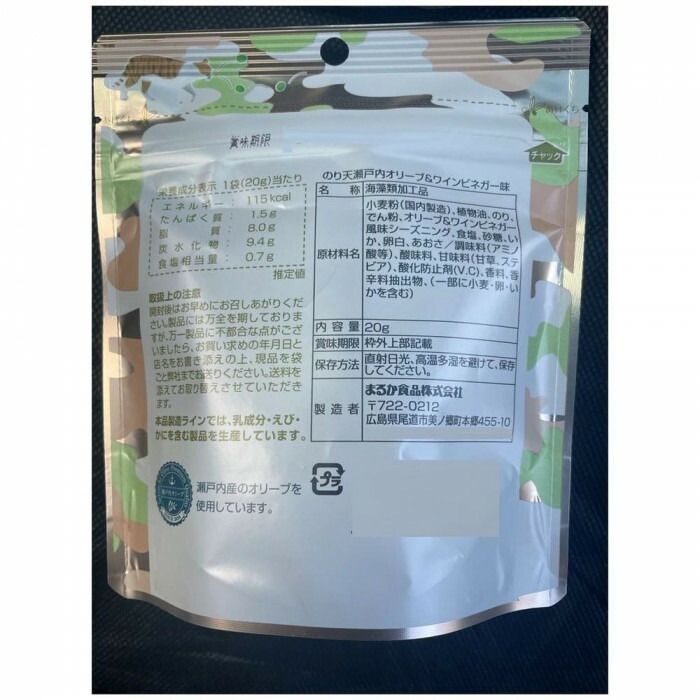 賞味期限
チャック
栄養成分表示 1袋(20g)当たり
エネルギー: 115kcal
たんぱく質: 1.5g
脂質: 8.0g
炭水化物: 9.4g
食塩相当量: 0.7g
推定値
取扱上の注意
開封後はお早めにお召しあがりくだ
さい。製品には万全を期しておりま
すが、万一製品に不都合な点がござ
いましたら、お買い求めの年月日と
店名をお書き添えの上、現品を袋
ごと弊社までお送りください。送料を
添えてお取り替えさせていただき
ます。
本品製造ラインでは、乳成分・えび・
かにを含む製品を生産しています。
のり天瀬戸内オリーブ&ワインビネガー味
名称 海藻類加工品
原材料名 小麦粉(国内製造)、植物油、のり、
でん粉、オリーブ&ワインビネガー
風味シーズニング、食塩、砂糖、い
か、卵白、あおさ/調味料(アミノ
酸等)、酸味料、甘味料(甘草、ステ
ビア)、酸化防止剤(V.C)、香料、香
辛料抽出物、(一部に小麦・卵・い
かを含む)
内容量 20g
賞味期限 枠外上部記載
保存方法 直射日光、高温多湿を避けて、保存
してください。
製造者 まるか食品株式会社
〒722-0212
広島県尾道市美ノ郷町本郷455-10
プラ
瀬戸内産のオリーブを
使用しています。